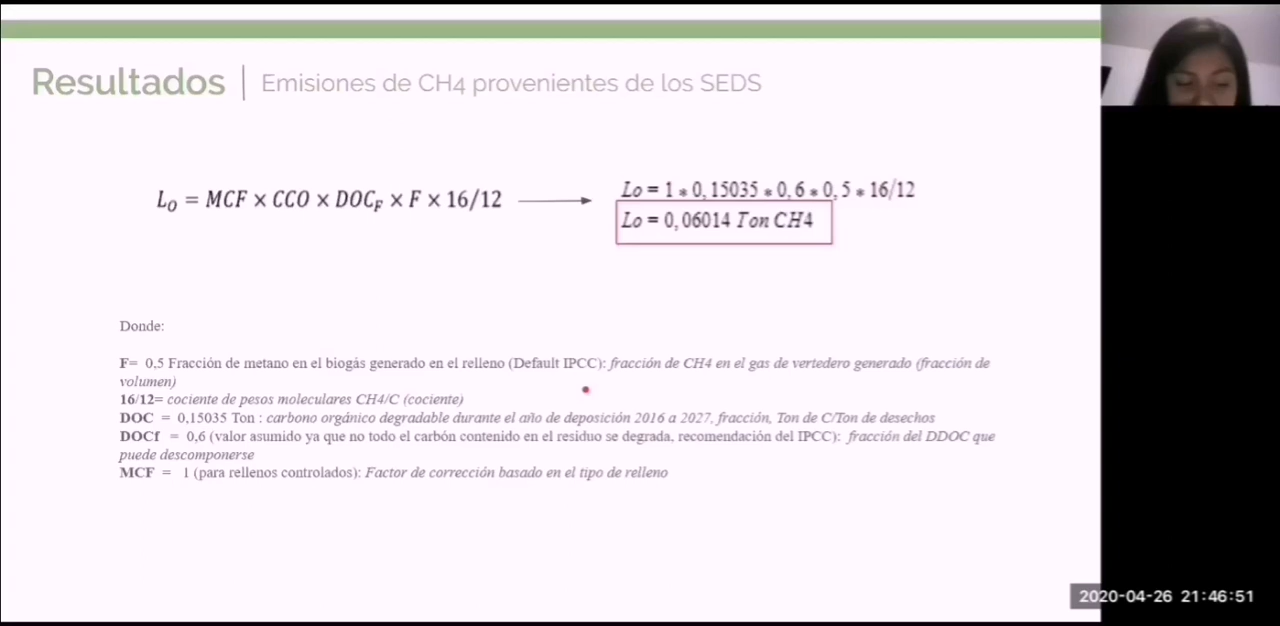 Resultados | Emisiones de CH4 provenientes de los SEDS
L_O = MCF × CCO × DOC_F × F × 16/12
Lo = 1 * 0,15035 * 0,6 * 0,5 * 16/12
Lo = 0,06014 Ton CH4
Donde:
F= 0,5 Fracción de metano en el biogás generado en el relleno (Default IPCC): fracción de CH4 en el gas de vertedero generado (fracción de
volumen)
16/12= cociente de pesos moleculares CH4/C (cociente)
DOC = 0,15035 Ton : carbono orgánico degradable durante el año de deposición 2016 a 2027, fracción, Ton de C/Ton de desechos
DOCf = 0,6 (valor asumido ya que no todo el carbón contenido en el residuo se degrada, recomendación del IPCC): fracción del DDOC que
puede descomponerse
MCF = 1 (para rellenos controlados): Factor de corrección basado en el tipo de relleno
2020-04-26 21:46:51